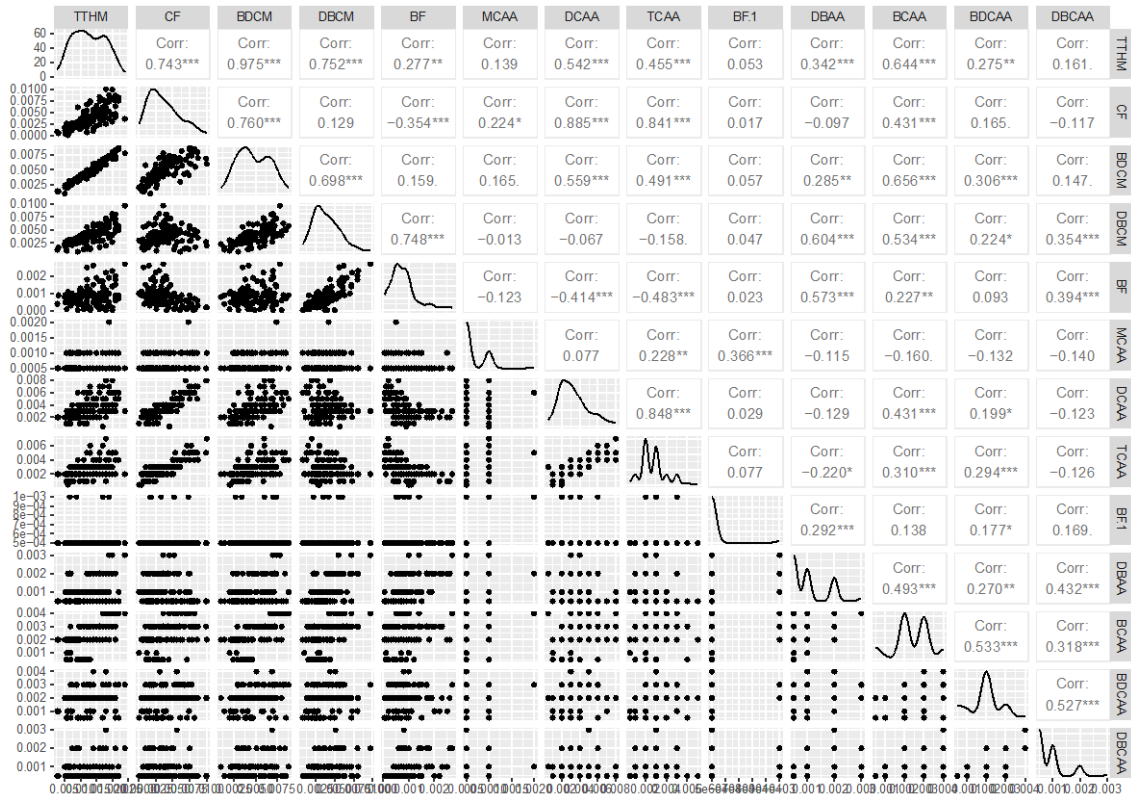 TTHM CF BDCM DBCM BF MCAA DCAA TCAA BF.1 DBAA BCAA BDCAA DBCAA
60
40
20
0
Corr: Corr: Corr: Corr: Corr: Corr: Corr: Corr: Corr: Corr: Corr: Corr:
0.743*** 0.975*** 0.752*** 0.277** 0.139 0.542*** 0.455*** 0.053 0.342*** 0.644*** 0.275** 0.161.
TTHM
0.0100
0.0075
0.0050
0.0025
0.0000
Corr: Corr: Corr: Corr: Corr: Corr: Corr: Corr: Corr: Corr: Corr:
0.760*** 0.129 −0.354*** 0.224* 0.885*** 0.841*** 0.017 −0.097 0.431*** 0.165. −0.117
CF
0.0075
0.0050
0.0025
Corr: Corr: Corr: Corr: Corr: Corr: Corr: Corr: Corr: Corr:
0.698*** 0.159. 0.165. 0.559*** 0.491*** 0.057 0.285** 0.656*** 0.306*** 0.147.
BDCM
0.0100
0.0075
0.0050
0.0025
Corr: Corr: Corr: Corr: Corr: Corr: Corr: Corr: Corr:
0.748*** −0.013 −0.067 −0.158. 0.047 0.604*** 0.534*** 0.224* 0.354***
DBCM
0.002
0.001
0.000
Corr: Corr: Corr: Corr: Corr: Corr: Corr: Corr:
−0.123 −0.414*** −0.483*** 0.023 0.573*** 0.227** 0.093 0.394***
BF
0.0020
0.0015
0.0010
0.0005
Corr: Corr: Corr: Corr: Corr: Corr: Corr:
0.077 0.228** 0.366*** −0.115 −0.160. −0.132 −0.140
MCAA
0.008
0.006
0.004
0.002
Corr: Corr: Corr: Corr: Corr: Corr:
0.848*** 0.029 −0.129 0.431*** 0.199* −0.123
DCAA
0.006
0.004
0.002
Corr: Corr: Corr: Corr: Corr:
0.077 −0.220* 0.310*** 0.294*** −0.126
TCAA
1e−03
9e−04
8e−04
7e−04
6e−04
5e−04
Corr: Corr: Corr: Corr:
0.292*** 0.138 0.177* 0.169.
BF.1
0.003
0.002
0.001
Corr: Corr: Corr:
0.493*** 0.270** 0.432***
DBAA
0.004
0.003
0.002
0.001
Corr: Corr:
0.533*** 0.318***
BCAA
0.004
0.003
0.002
0.001
Corr:
0.527***
BDCAA
0.003
0.002
0.001
DBCAA